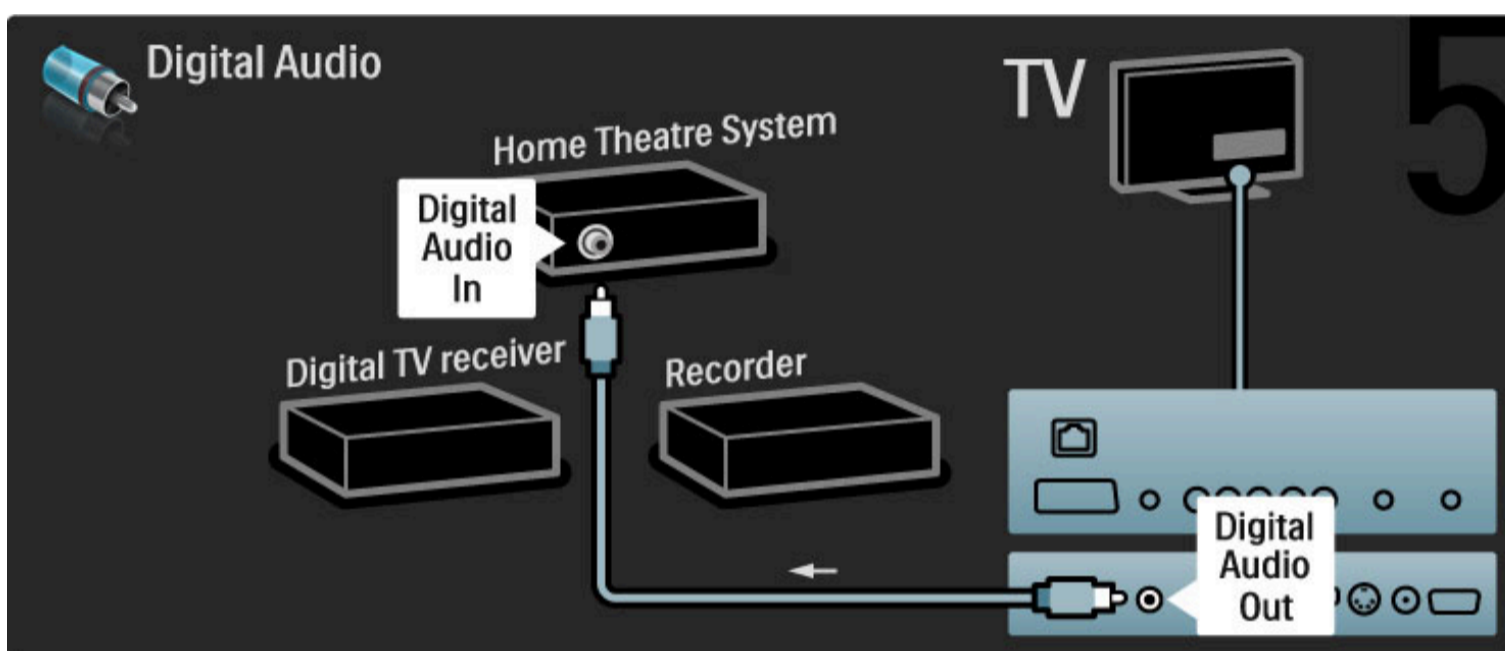 Digital Audio
TV
5
Home Theatre System
Digital
Audio
In
Digital TV receiver
Recorder
Digital
Audio
Out